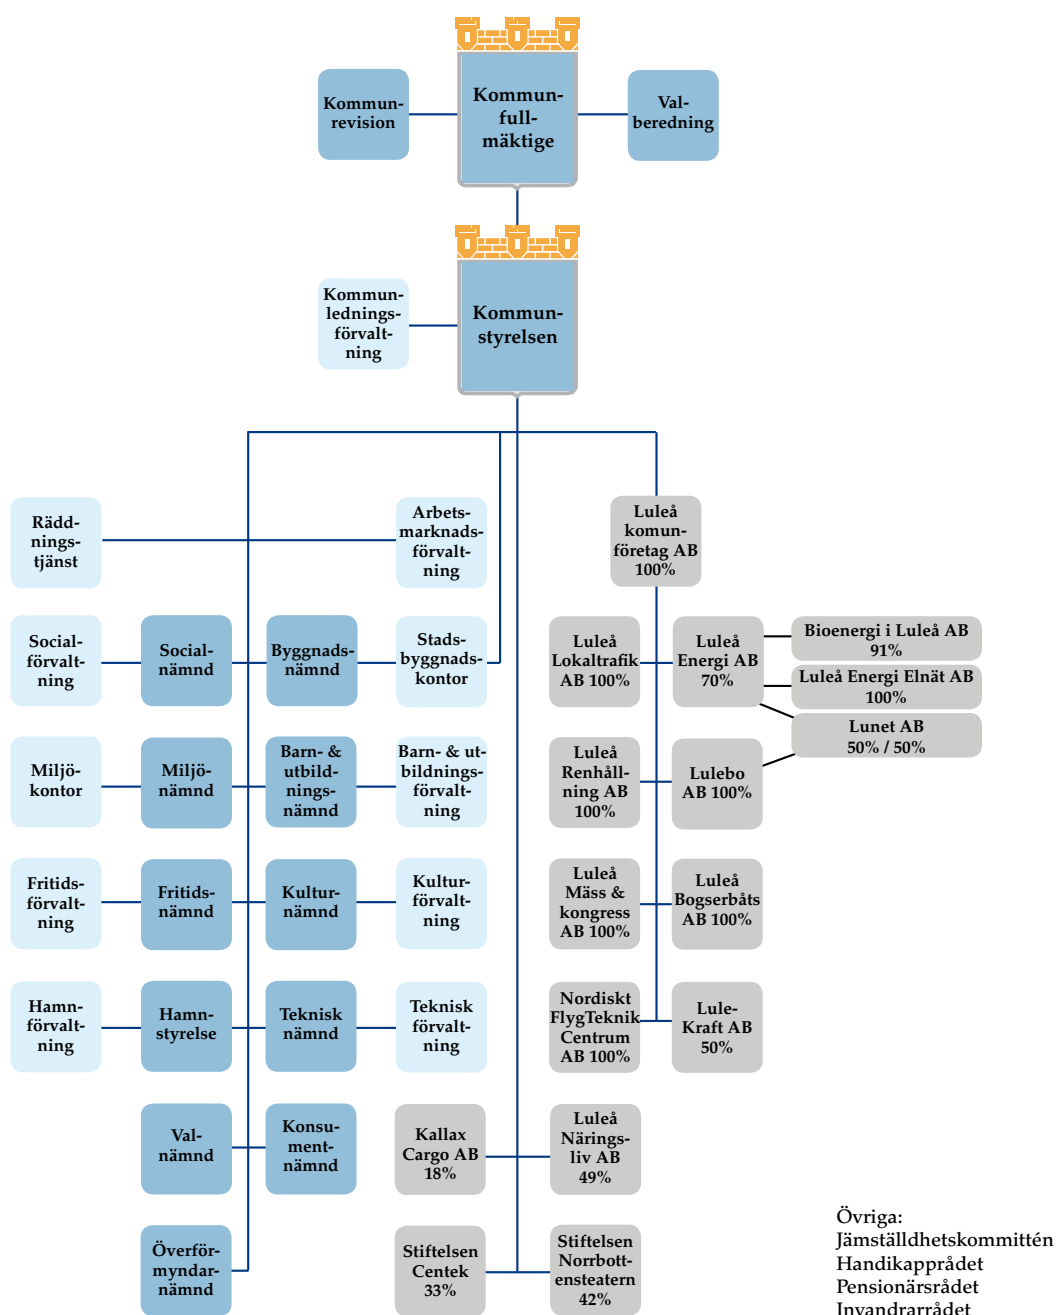 Kommun-
revision
Kommun-
full-
mäktige
Val-
beredning
Kommun-
lednings-
förvalt-
ning
Kommun-
styrelsen
Rädd-
nings-
tjänst
Arbets-
marknads-
förvalt-
ning
Luleå
komun-
företag AB
100%
Social-
förvalt-
ning
Social-
nämnd
Byggnads-
nämnd
Stads-
byggnads-
kontor
Luleå
Lokaltrafik
AB 100%
Luleå
Energi AB
70%
Bioenergi i Luleå AB
91%
Luleå Energi Elnät AB
100%
Lunet AB
50% / 50%
Miljö-
kontor
Miljö-
nämnd
Barn- &
utbild-
nings-
nämnd
Barn- & ut-
bildnings-
förvalt-
ning
Luleå
Renhåll-
ning AB
100%
Lulebo
AB 100%
Fritids-
förvalt-
ning
Fritids-
nämnd
Kultur-
nämnd
Kultur-
förvalt-
ning
Luleå
Mäss &
kongress
AB 100%
Luleå
Bogserbåts
AB 100%
Hamn-
förvalt-
ning
Hamn-
styrelse
Teknisk
nämnd
Teknisk
förvalt-
ning
Nordiskt
FlygTeknik
Centrum
AB 100%
Lule-
Kraft AB
50%
Val-
nämnd
Konsu-
ment-
nämnd
Kallax
Cargo AB
18%
Luleå
Närings-
liv AB
49%
Överför-
myndar-
nämnd
Stiftelsen
Centek
33%
Stiftelsen
Norrbott-
ensteatern
42%
Övriga:
Jämställdhetskommittén
Handikapprådet
Pensionärsrådet
Invandrarrådet